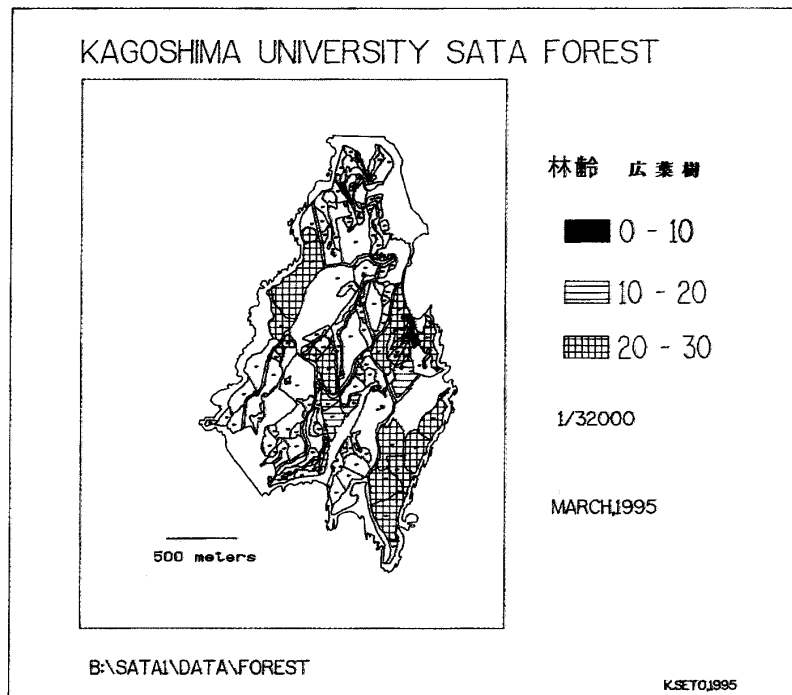 KAGOSHIMA UNIVERSITY SATA FOREST
林齢 広葉樹
0 - 10
10 - 20
20 - 30
1/32000
MARCH,1995
500 meters
B:\SATA1\DATA\FOREST
K.SETO,1995